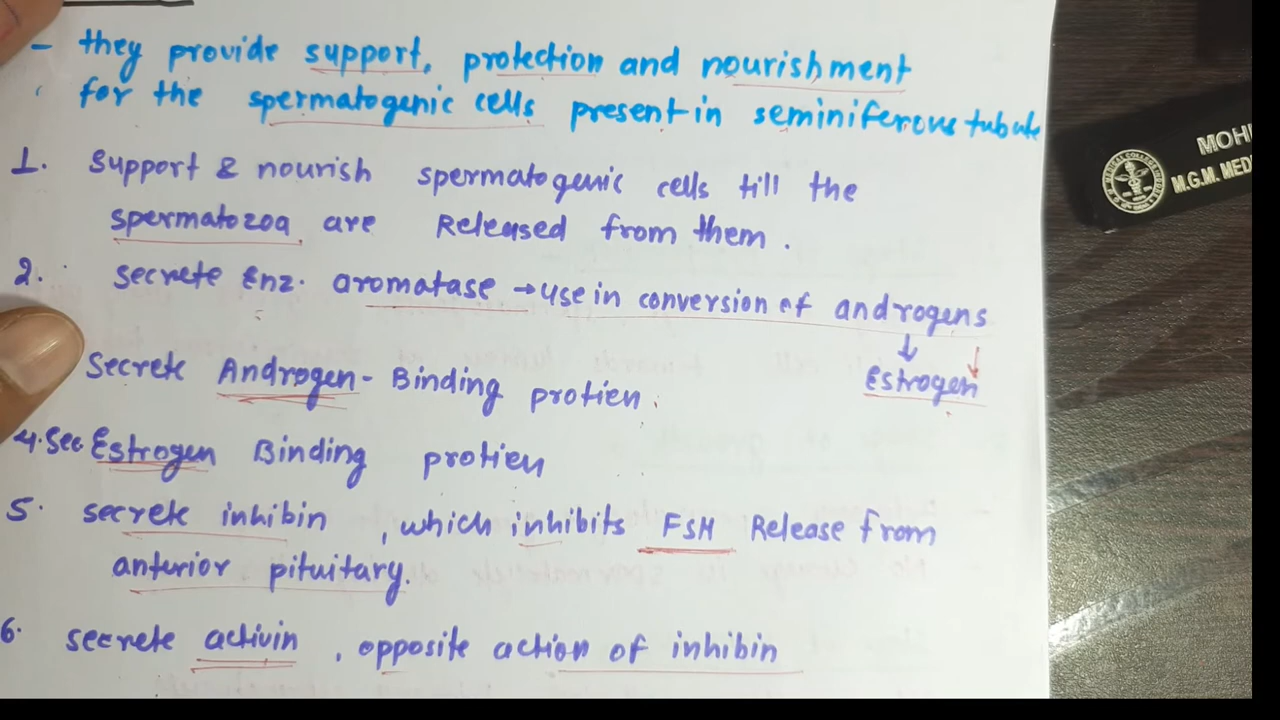 - they provide support, protection and nourishment
for the spermatogenic cells present in seminiferous tubule
1. Support & nourish spermatogenic cells till the
spermatozoa are Released from them.
2. secrete Enz. aromatase → use in conversion of androgens
↓ ↓
Estrogen
Secrete Androgen-Binding protien.
4. Sec Estrogen Binding protien
5. secrete inhibin, which inhibits FSH Release from
anterior pituitary.
6. secrete activin, opposite action of inhibin
MOHI
M.G.M. MED